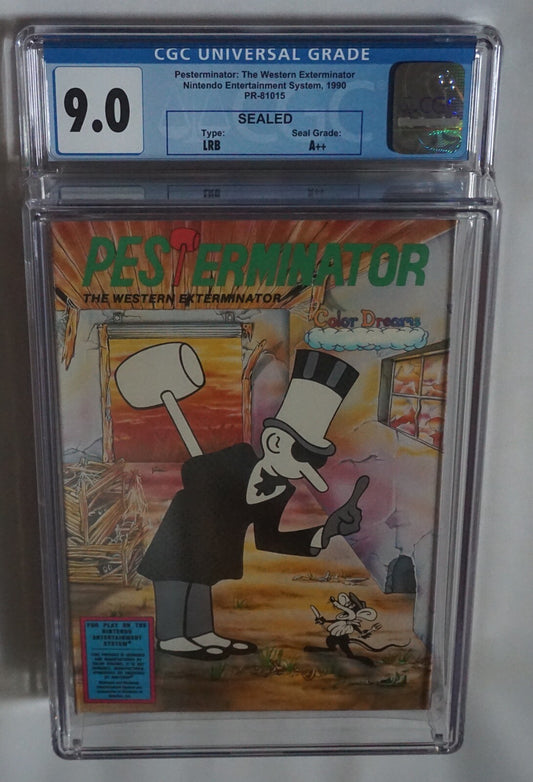 CGC UNIVERSAL GRADE
9.0
Pesterminator: The Western Exterminator
Nintendo Entertainment System, 1990
PR-81015
SEALED
Type: Seal Grade:
LRB A++
CGC
PESTERMINATOR
THE WESTERN EXTERMINATOR
Color Dreams
FOR PLAY ON THE
NINTENDO
ENTERTAINMENT
SYSTEM®